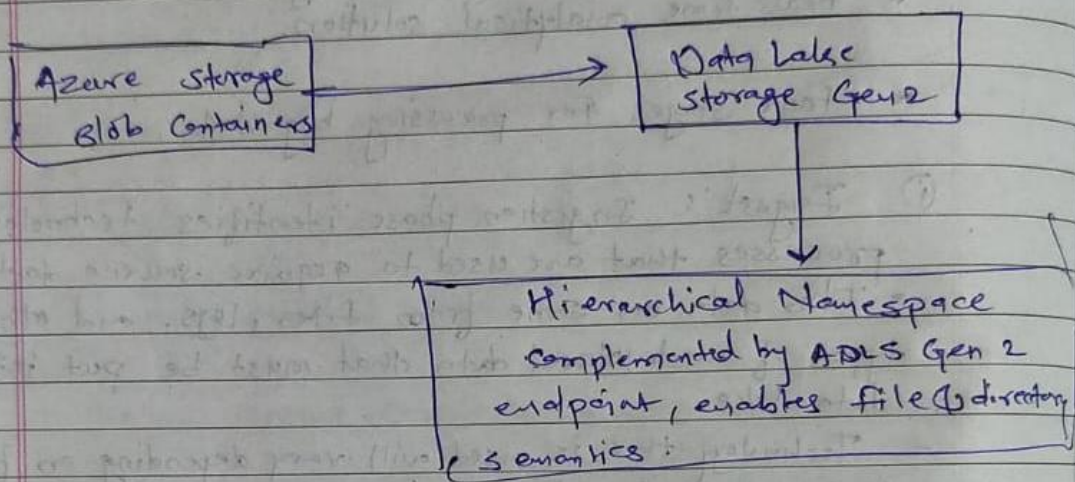 Azure Storage
Blob Containers
Data Lake
Storage Gen2
Hierarchical Namespace
complemented by ADLS Gen 2
endpoint, enables file & directory
semantics.